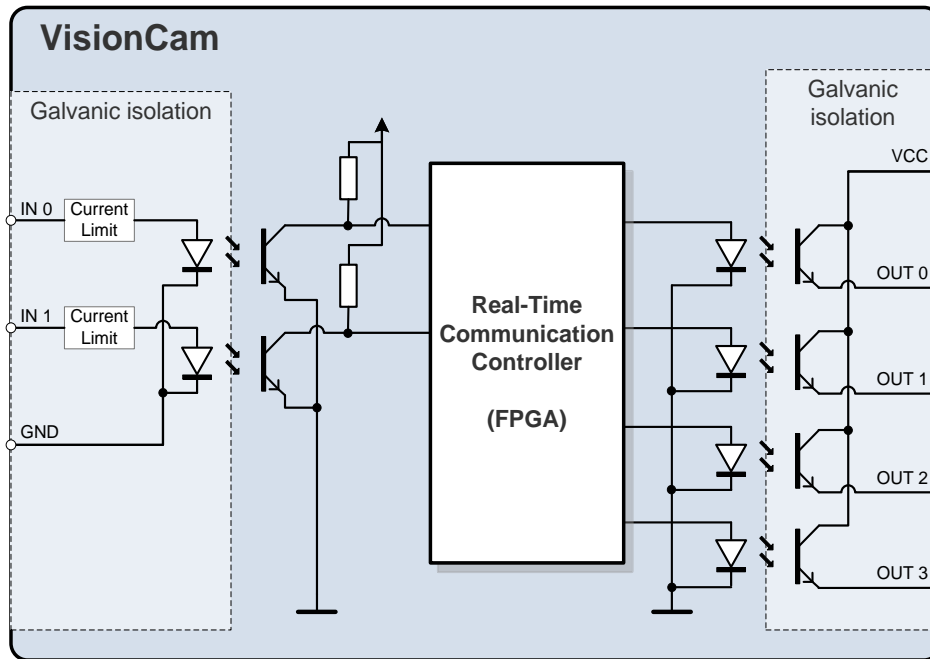 VisionCam
Galvanic isolation
IN 0
Current
Limit
IN 1
Current
Limit
GND
Real-Time
Communication
Controller
(FPGA)
Galvanic
isolation
VCC
OUT 0
OUT 1
OUT 2
OUT 3